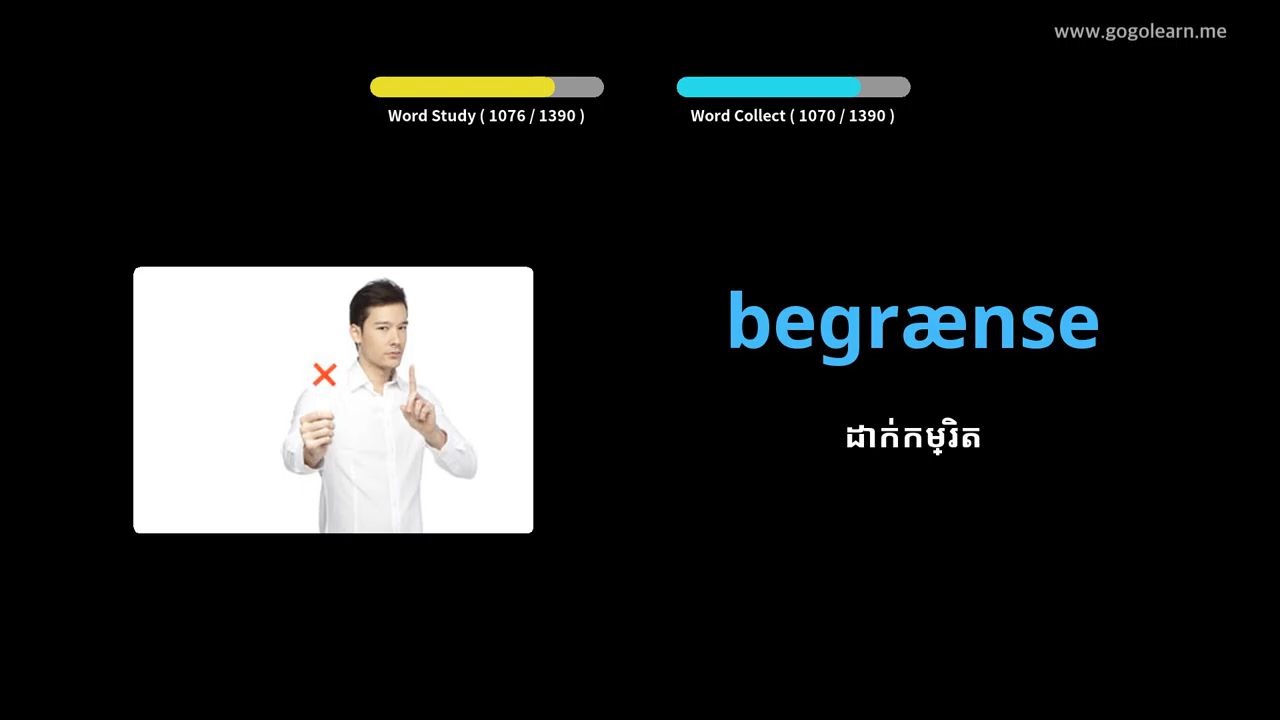 www.gogolearn.me
Word Study ( 1076 / 1390 )
Word Collect ( 1070 / 1390 )
begrænse
ដាក់កម្រិត